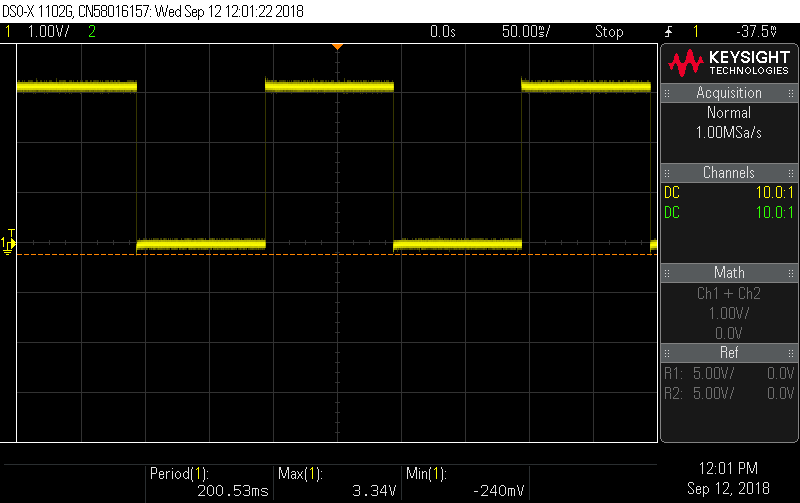 DSO-X 1102G, CN58016157: Wed Sep 12 12:01:22 2018
1 1.00V/ 2 0.0s 50.00ms/ Stop 1 -37.5mV
KEYSIGHT
TECHNOLOGIES
Acquisition
Normal
1.00MSa/s
Channels
DC 10.0:1
DC 10.0:1
T
1
Math
Ch1 + Ch2
1.00V/
0.0V
Ref
R1: 5.00V/ 0.0V
R2: 5.00V/ 0.0V
Period(1): Max(1): Min(1):
200.53ms 3.34V -240mV
12:01 PM
Sep 12, 2018